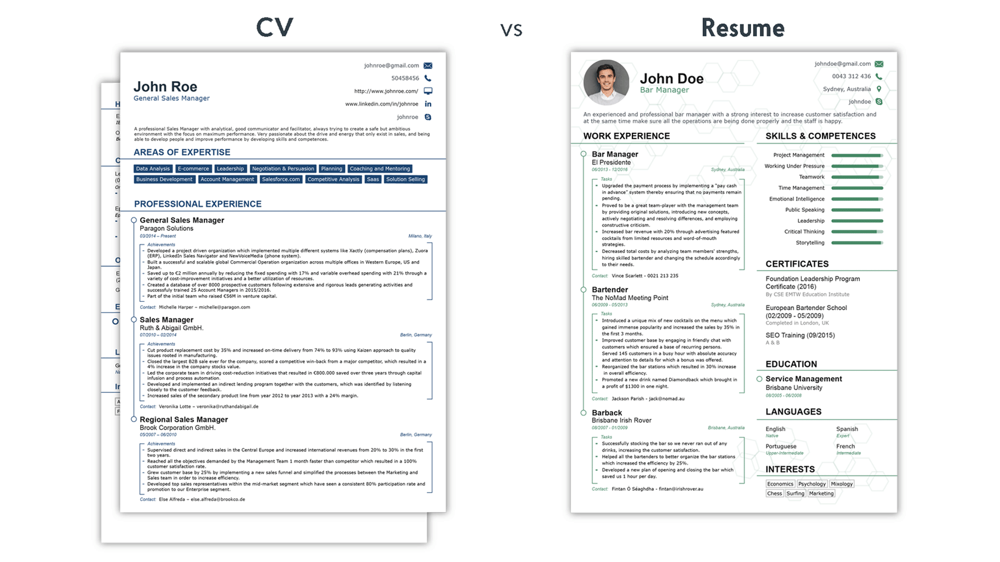 CV
vs
Resume
John Roe
General Sales Manager
johnroe@gmail.com
50458456
http://www.johnroe.com/
www.linkedin.com/in/johnroe
in
johnroe
A professional Sales Manager with analytical, good communicator and facilitator, always trying to create a safe but ambitious
environment with the focus on maximum performance. Very passionate about the drive and energy that only exist in sales, and being
able to develop people and improve performance by developing skills and competences.
AREAS OF EXPERTISE
Data Analysis E-commerce Leadership Negotiation & Persuasion Planning Coaching and Mentoring
Business Development Account Management Salesforce.com Competitive Analysis Saas Solution Selling
PROFESSIONAL EXPERIENCE
General Sales Manager
Paragon Solutions
03/2014 – Present Milano, Italy
Achievements
- Developed a project driven organization which implemented multiple different systems like Xactly (compensation plans), Zuora
(ERP), LinkedIn Sales Navigator and NewVoiceMedia (phone system).
- Built a successful and scalable global Commercial Operation organization across multiple offices in Western Europe, US and
Japan.
- Saved up to €2 million annually by reducing the fixed spending with 17% and variable overhead spending with 21% through a
variety of cost-improvement initiatives and a better utilization of resources.
- Created a database of over 8000 prospective customers following extensive and rigorous leads generating activities and
successfuly trained 25 Account Managers in 2015/2016.
- Part of the initial team who raised €56M in venture capital.
Contact: Michelle Harper – michelle@paragon.com
Sales Manager
Ruth & Abigail GmbH.
07/2010 – 02/2014 Berlin, Germany
Achievements
- Cut product replacement cost by 35% and increased on-time delivery from 74% to 93% using Kaizen approach to quality
issues rooted in manufacturing.
- Closed the largest B2B sale ever for the company, scored a competitive win-back from a major competitor, which resulted in a
4% increase in the company stocks value.
- Led the corporate team in driving cost-reduction initiatives that resulted in €800.000 saved over three years through capital
infusion and process automation.
- Developed and implemented an indirect lending program together with the customers, which was identified by listening
closely to the customer feedback.
- Increased sales of the secondary product line from year 2012 to year 2013 with a 24% margin.
Contact: Veronika Lotte – veronika@ruthandabigail.de
Regional Sales Manager
Brook Corporation GmbH.
05/2007 – 06/2010 Berlin, Germany
Achievements
- Supervised direct and indirect sales in the Central Europe and increased international revenues from 20% to 30% in the first
two years.
- Reached all the objectives demanded by the Management Team 1 month faster than competitor which resulted in a 100%
customer satisfaction rate.
- Grew customer base by 25% by implementing a new sales funnel and simplified the processes between the Marketing and
Sales team in order to increase efficiency.
- Developed top sales representatives within the mid-market segment which have seen a consistent 80% participation rate and
promotion to our Enterprise segment.
Contact: Else Alfreda – else.alfreda@brookco.de
John Doe
Bar Manager
johndoe@gmail.com
0043 312 436
Sydney, Australia
johndoe
An experienced and professional bar manager with a strong interest to increase customer satisfaction and
at the same time make sure all the operations are being done properly and the staff is happy.
WORK EXPERIENCE
Bar Manager
El Presidente
06/2013 - 12/2016 Sydney, Australia
Tasks
- Upgraded the payment process by implementing a "pay cash
in advance" system thereby ensuring that no payments remain
pending.
- Proved to be a great team-player with the management team
by providing original solutions, introducing new concepts,
actively negotiating and resolving differences, and employing
constructive criticism.
- Increased bar revenue with 20% through advertising featured
cocktails from limited resources and word-of-mouth
strategies.
- Decreased total costs by analyzing team members' strengths,
hiring skilled bartender and changing the schedule accordingly
to their needs.
Contact: Vince Scarlett - 0021 213 235
Bartender
The NoMad Meeting Point
06/2009 - 05/2013 Sydney, Australia
Tasks
- Introduced a unique mix of new cocktails on the menu which
gained immense popularity and increased the sales by 35% in
the first 3 months.
- Improved customer base by engaging in friendly chat with
customers which ensured a base of recurring persons.
Served 145 customers in a busy hour with absolute accuracy
and attention to details for which a bonus was offered.
- Reorganized the bar stations which resulted in 30% increase
in overall efficiency.
- Promoted a new drink named Diamondback which brought in
a profit of $1300 in one night.
Contact: Jackson Parish - jack@nomad.au
Barback
Brisbane Irish Rover
08/2007 - 01/2009 Brisbane, Australia
Tasks
- Successfully stocking the bar so we never ran out of any
drinks, increasing the customer satisfaction.
- Helped all the bartenders to better organize the bar stations
which increased the efficiency by 25%.
- Developed a new plan of opening and closing the bar which
saved us 1 hour per day.
Contact: Fintan Ó Séaghdha - fintan@irishrover.au
SKILLS & COMPETENCES
Project Management
Working Under Pressure
Teamwork
Time Management
Emotional Intelligence
Public Speaking
Leadership
Critical Thinking
Storytelling
CERTIFICATES
Foundation Leadership Program
Certificate (2016)
By CSE EMTW Education Institute
European Bartender School
(02/2009 - 05/2009)
Completed in London, UK
SEO Training (09/2015)
A & B
EDUCATION
Service Management
Brisbane University
08/2005 - 06/2008
LANGUAGES
English Spanish
Native Expert
Portuguese French
Upper-Intermediate Intermediate
INTERESTS
Economics Psychology Mixology
Chess Surfing Marketing